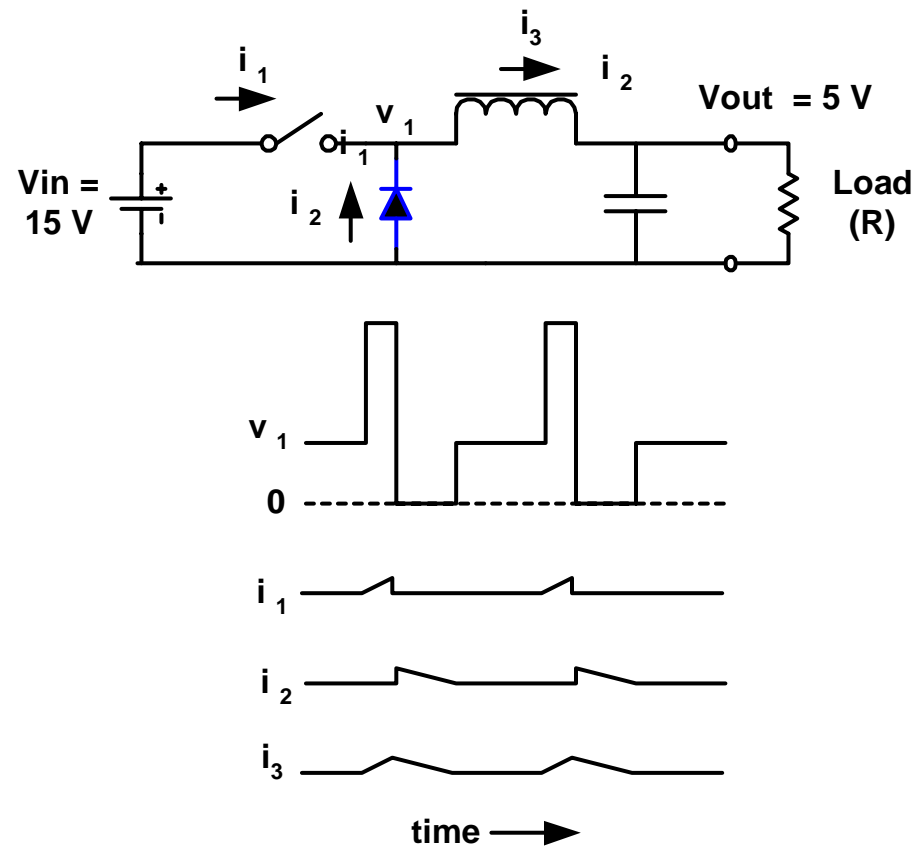 i 3
i 1
i 2
Vout = 5 V
v 1
i 1
Vin =
15 V
+
-
i 2
Load
(R)
v 1
0
i 1
i 2
i 3
time